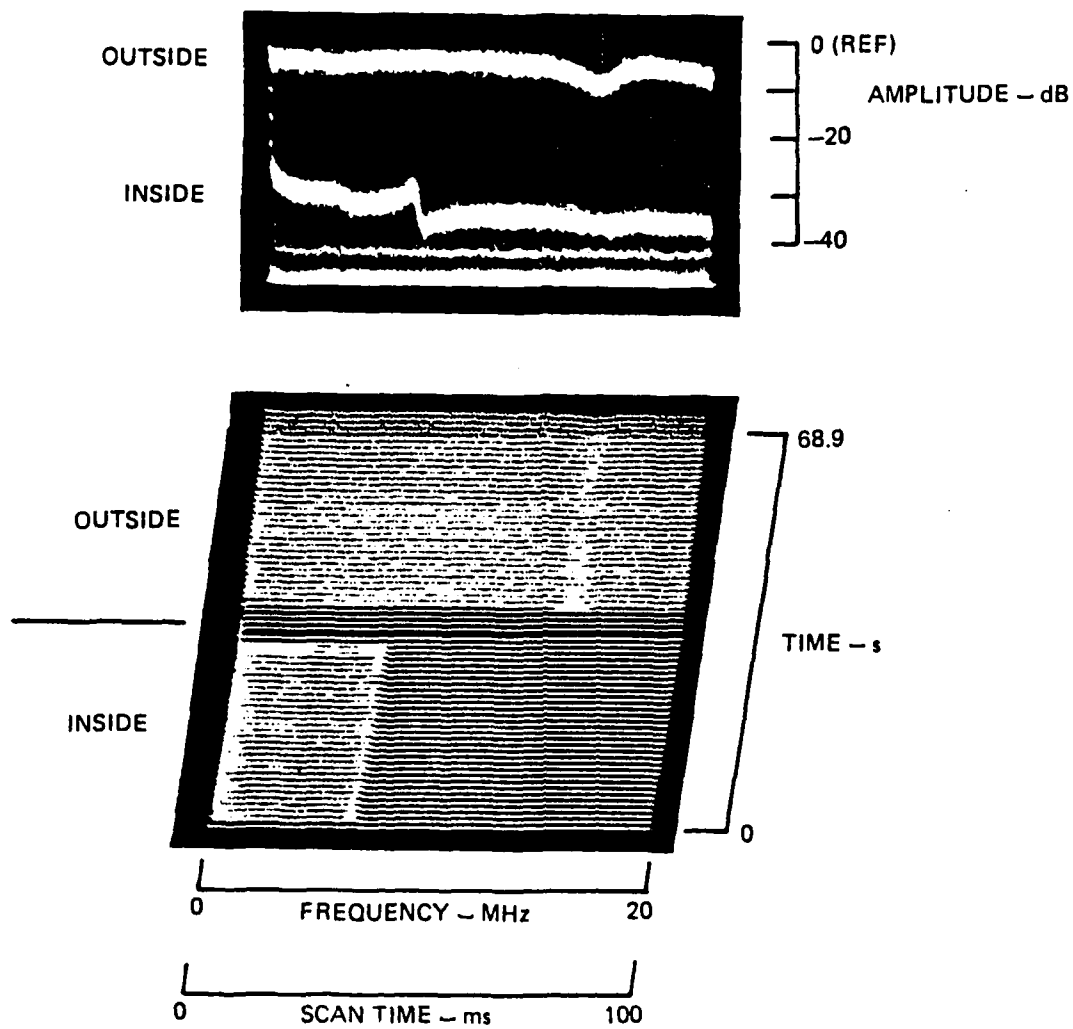 OUTSIDE
INSIDE
0 (REF)
AMPLITUDE – dB
–20
–40
OUTSIDE
INSIDE
68.9
TIME – s
0
0 FREQUENCY – MHz 20
0 SCAN TIME – ms 100